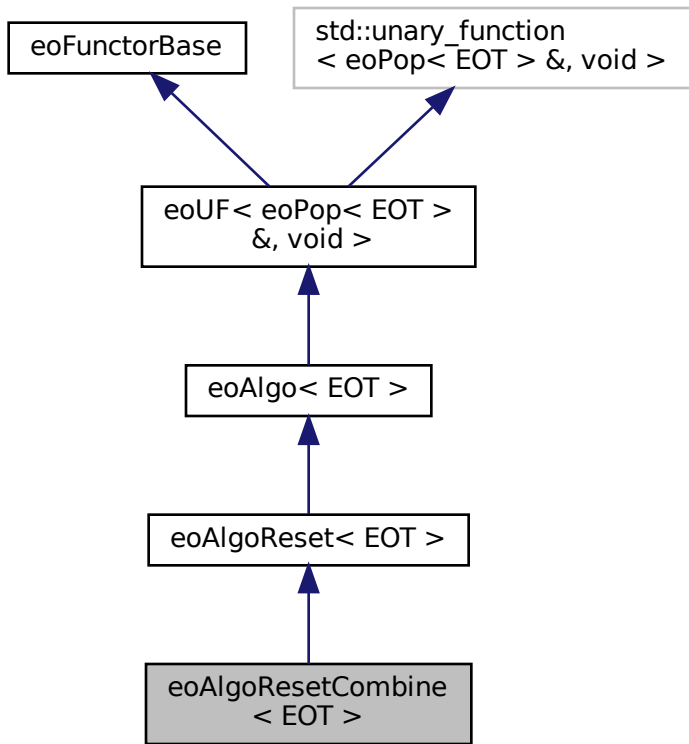 eoFunctorBase
std::unary_function
< eoPop< EOT > &, void >
eoUF< eoPop< EOT >
&, void >
eoAlgo< EOT >
eoAlgoReset< EOT >
eoAlgoResetCombine
< EOT >